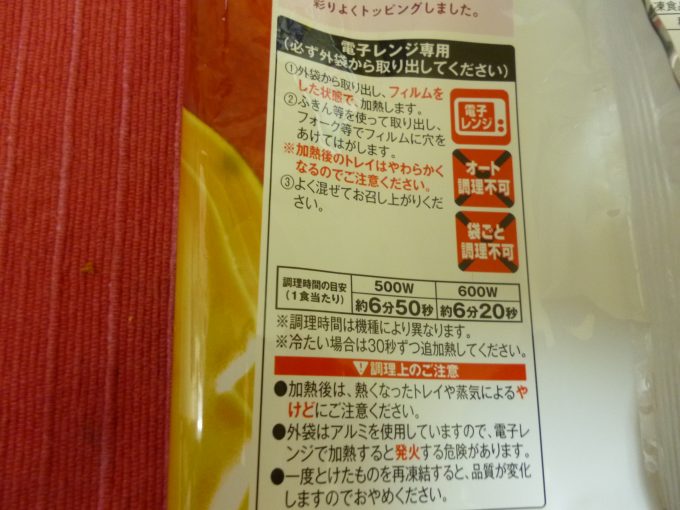 彩りよくトッピングしました。
電子レンジ専用
(必ず外袋から取り出してください)
①外袋から取り出し、フィルムを
した状態で、加熱します。
②ふきん等を使って取り出し、
フォーク等でフィルムに穴を
あけてはがします。
※加熱後のトレイはやわらかく
なるのでご注意ください。
③よく混ぜてお召し上がりくだ
さい。
電子
レンジ
オート
調理不可
袋ごと
調理不可
調理時間の目安
(1食当たり)
500W
600W
約6分50秒
約6分20秒
※調理時間は機種により異なります。
※冷たい場合は30秒ずつ追加熱してください。
調理上のご注意
●加熱後は、熱くなったトレイや蒸気によるや
けどにご注意ください。
●外袋はアルミを使用していますので、電子レ
ンジで加熱すると発火する危険があります。
●一度とけたものを再凍結すると、品質が変化
しますのでおやめください。
凍食品